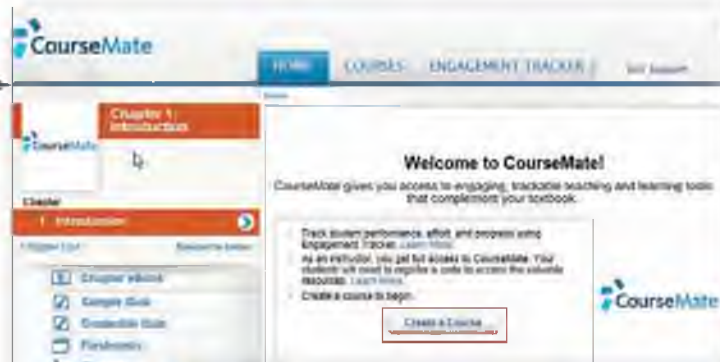 CourseMate
HOME COURSES ENGAGEMENT TRACKER
Chapter 1:
Introduction
CourseMate
Welcome to CourseMate!
CourseMate gives you access to engaging, trackable teaching and learning tools
that complement your textbook.
Chapter
1 Introduction
Track student performance, effort, and progress using
Engagement Tracker. Learn More.
As an instructor, you get full access to CourseMate. Your
students will need to register a code to access the valuable
resources. Learn More.
Create a course to begin.
Create a Course
CourseMate
Chapter eBook
Sample Quiz
Flashcards